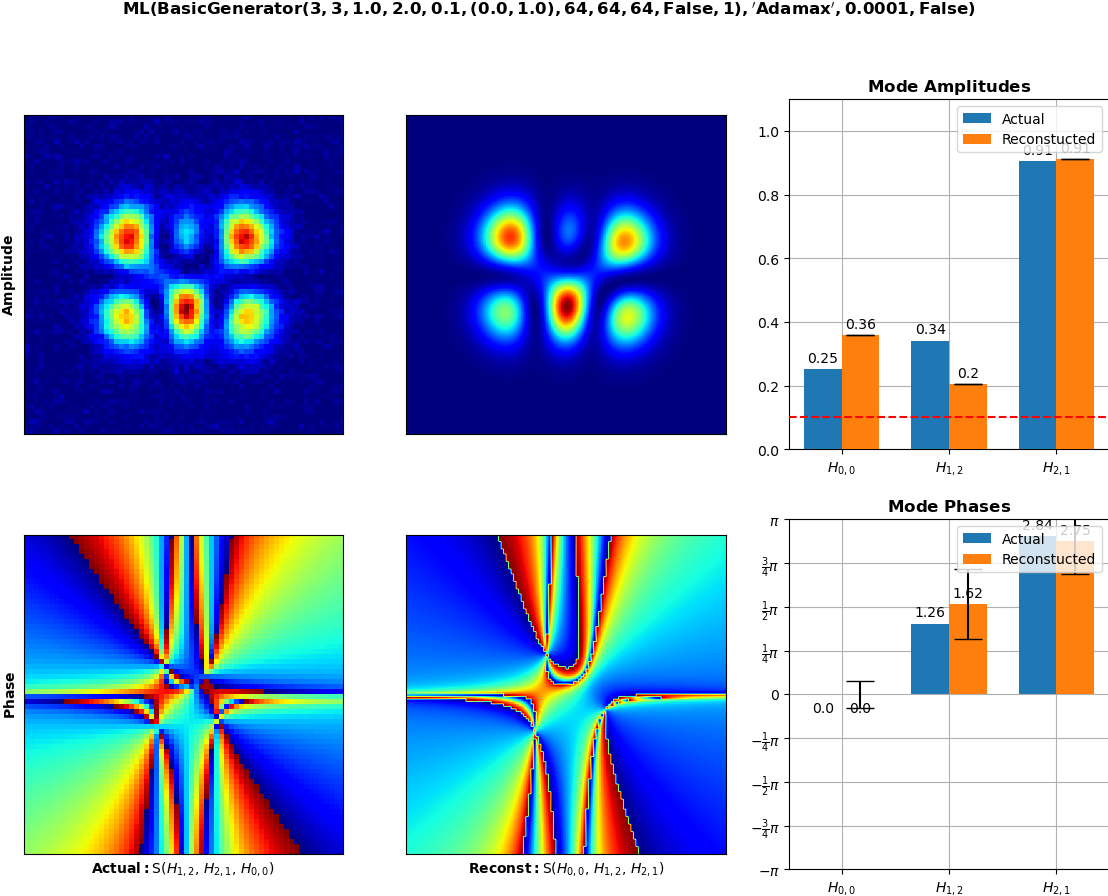 ML(BasicGenerator(3, 3, 1.0, 2.0, 0.1, (0.0, 1.0), 64, 64, 64, False, 1), ′Adamax′, 0.0001, False)
Amplitude
Mode Amplitudes
Actual
Reconstucted
1.0
0.8
0.6
0.4
0.2
0.0
0.25
0.36
0.34
0.2
0.91
0.91
H0,0
H1,2
H2,1
Phase
Actual: S(H1,2, H2,1, H0,0)
Reconst: S(H0,0, H1,2, H2,1)
Mode Phases
Actual
Reconstucted
π
3/4π
1/2π
1/4π
0
−1/4π
−1/2π
−3/4π
−π
0.0
0.0
1.26
1.62
2.84
2.75
H0,0
H1,2
H2,1